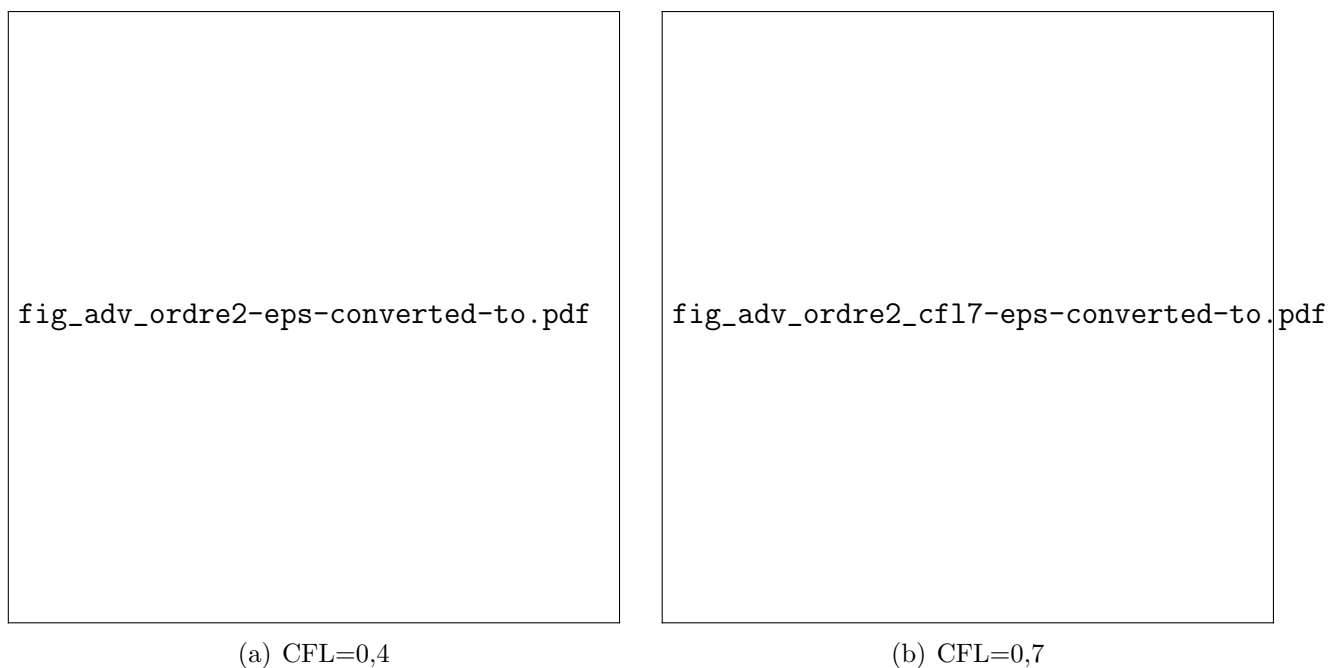 fig_adv_ordre2-eps-converted-to.pdf
fig_adv_ordre2_cfl7-eps-converted-to.pdf
(a) CFL=0,4
(b) CFL=0,7